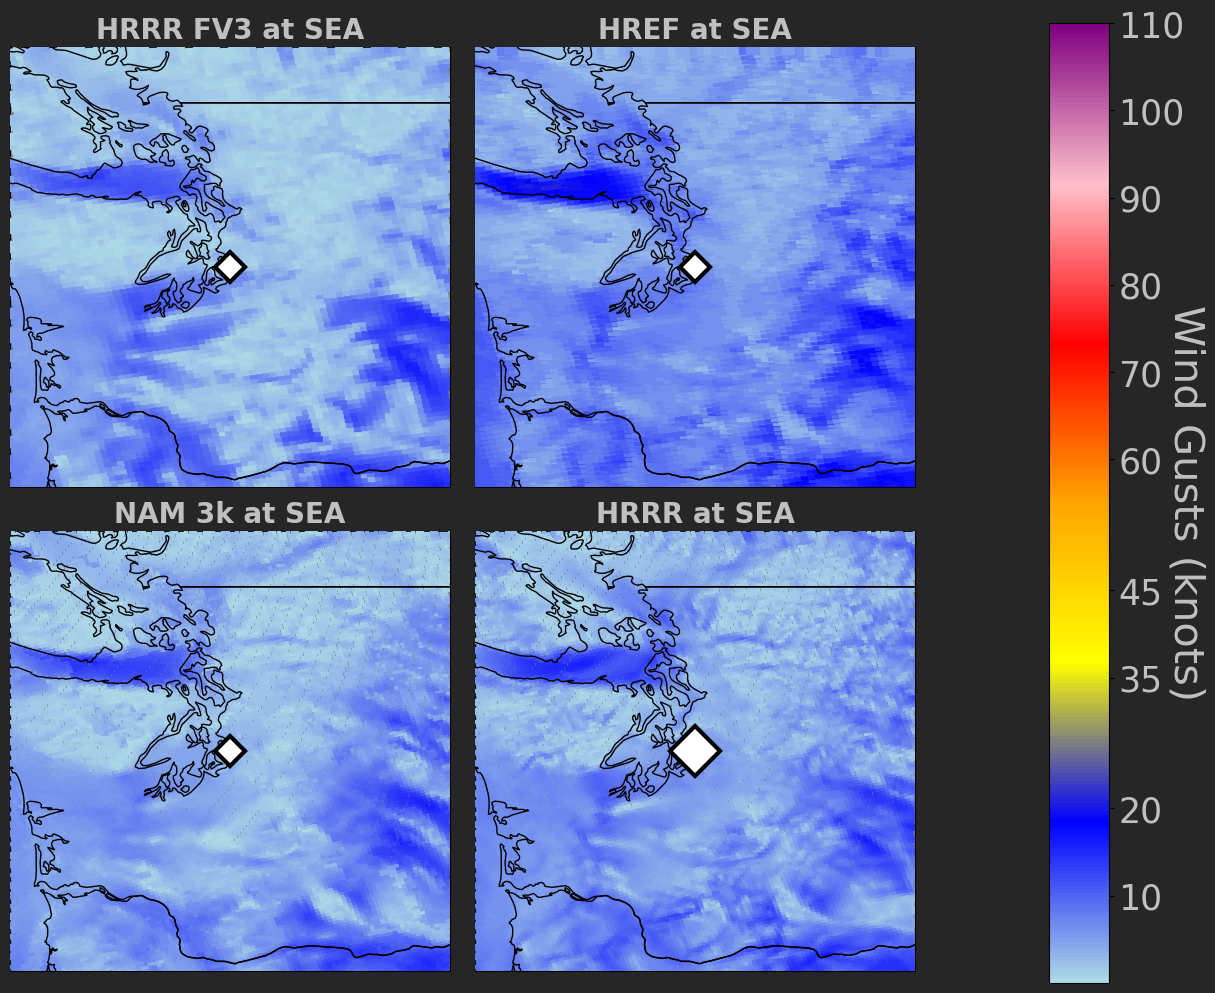 HRRR FV3 at SEA
HREF at SEA
NAM 3k at SEA
HRRR at SEA
110
100
90
80
70
60
45
35
20
10
Wind Gusts (knots)